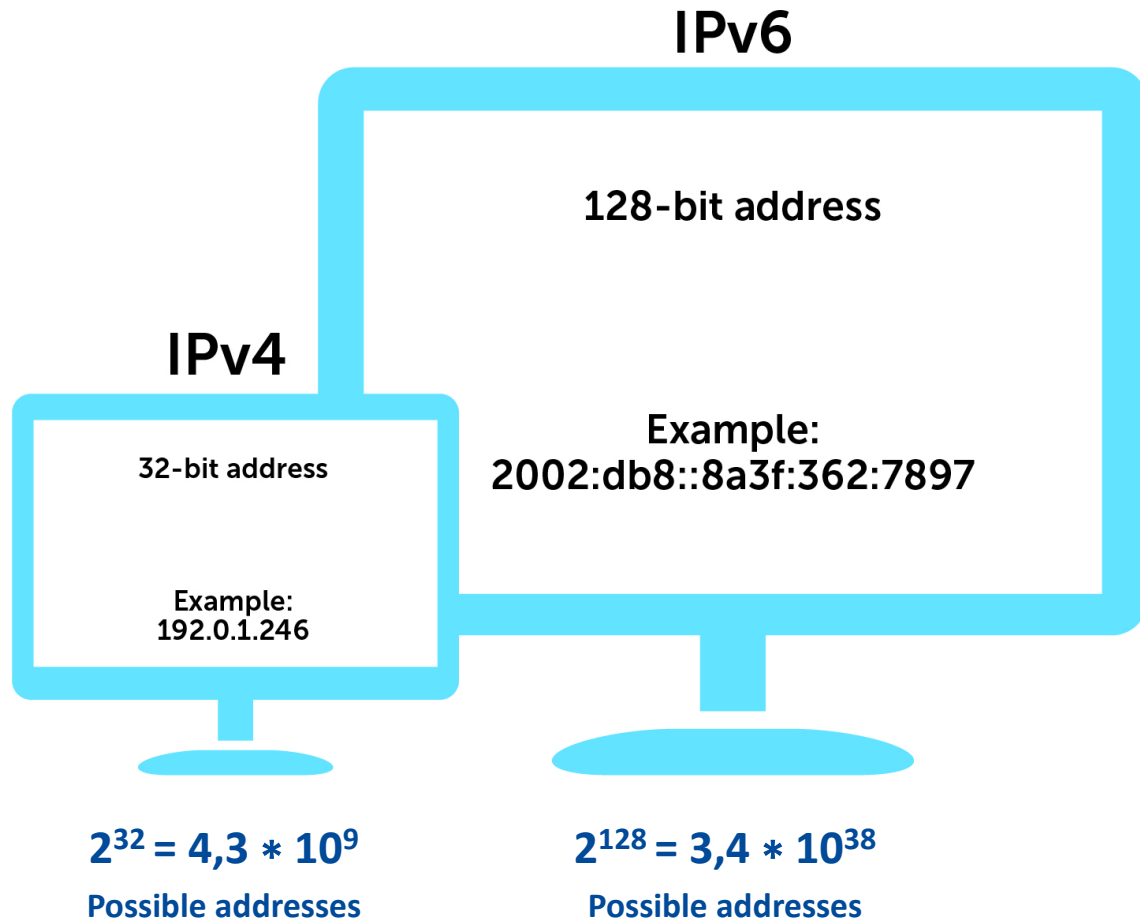 IPv6
128-bit address
Example:
2002:db8::8a3f:362:7897
IPv4
32-bit address
Example:
192.0.1.246
2³² = 4,3 * 10⁹
Possible addresses
2¹²⁸ = 3,4 * 10³⁸
Possible addresses